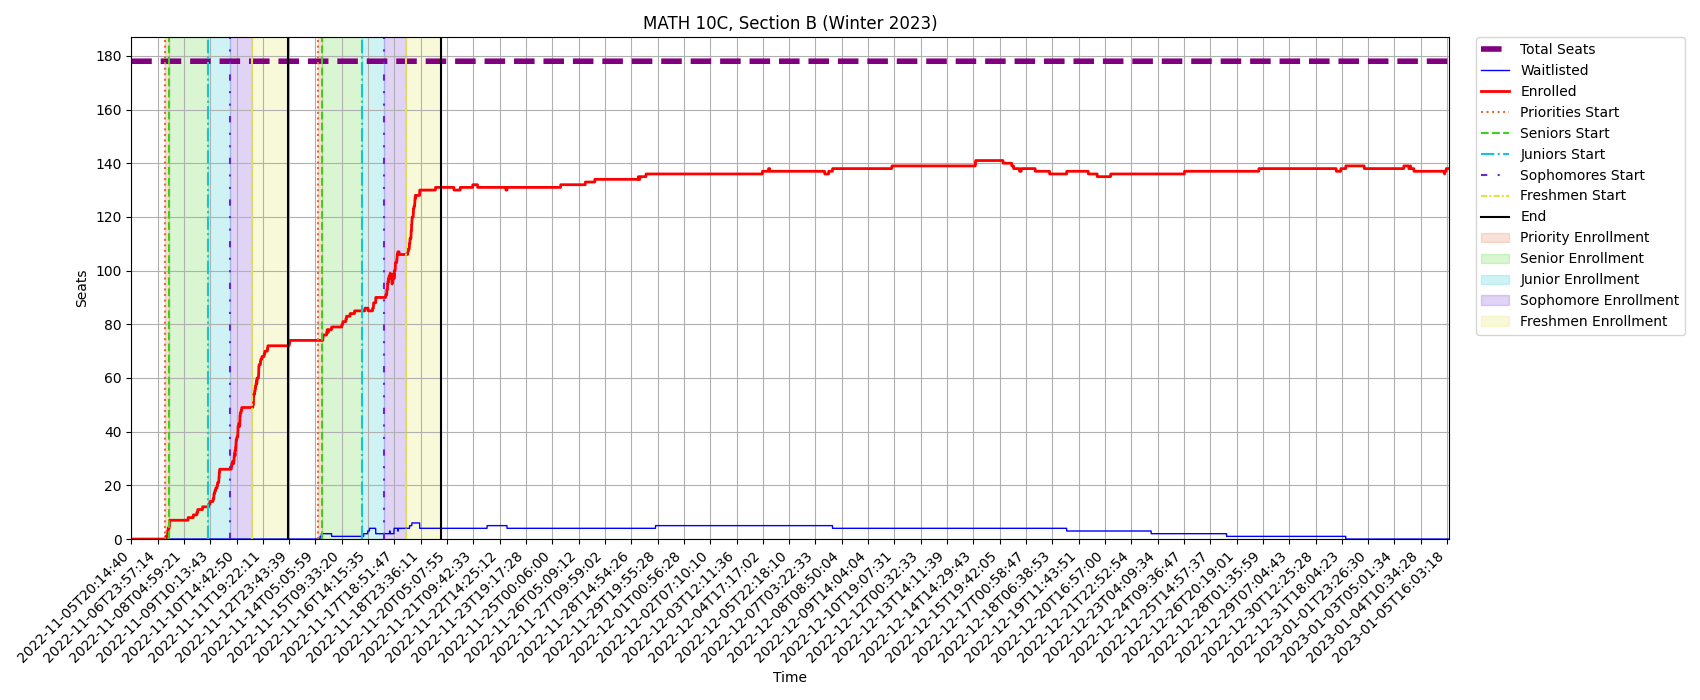 MATH 10C, Section B (Winter 2023)
Seats
180
160
140
120
100
80
60
40
20
0
2022-11-05T20:14:40
2022-11-06T23:57:14
2022-11-08T04:59:21
2022-11-09T10:13:43
2022-11-10T14:42:50
2022-11-11T19:22:11
2022-11-12T23:43:39
2022-11-14T05:05:59
2022-11-15T09:33:20
2022-11-16T14:15:35
2022-11-17T18:51:47
2022-11-18T23:36:11
2022-11-20T05:07:55
2022-11-21T09:42:33
2022-11-22T14:25:12
2022-11-23T19:17:28
2022-11-25T00:06:00
2022-11-26T05:09:12
2022-11-27T09:59:02
2022-11-28T14:54:26
2022-11-29T19:55:28
2022-12-01T00:56:28
2022-12-02T07:10:10
2022-12-03T12:11:36
2022-12-04T17:17:02
2022-12-05T22:18:10
2022-12-07T03:22:33
2022-12-08T08:50:04
2022-12-09T14:04:04
2022-12-10T19:07:31
2022-12-12T00:32:33
2022-12-13T14:11:39
2022-12-14T14:29:43
2022-12-15T19:42:05
2022-12-17T00:58:47
2022-12-18T06:38:53
2022-12-19T11:43:51
2022-12-20T16:57:00
2022-12-21T22:52:54
2022-12-23T04:09:34
2022-12-24T09:36:47
2022-12-25T14:57:37
2022-12-26T20:19:01
2022-12-28T01:35:59
2022-12-29T07:04:43
2022-12-30T12:25:28
2022-12-31T18:04:23
2023-01-01T23:26:30
2023-01-03T05:01:34
2023-01-04T10:34:28
2023-01-05T16:03:18
Time
Total Seats
Waitlisted
Enrolled
Priorities Start
Seniors Start
Juniors Start
Sophomores Start
Freshmen Start
End
Priority Enrollment
Senior Enrollment
Junior Enrollment
Sophomore Enrollment
Freshmen Enrollment